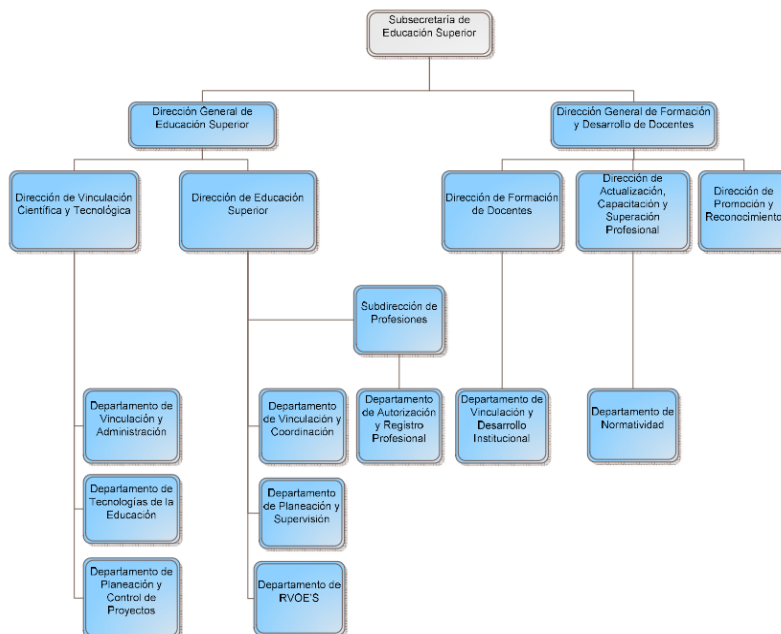 Subsecretaría de
Educación Superior
Dirección General de
Educación Superior
Dirección General de Formación
y Desarrollo de Docentes
Dirección de Vinculación
Científica y Tecnológica
Dirección de Educación
Superior
Dirección de Formación
de Docentes
Dirección de
Actualización,
Capacitación y
Superación
Profesional
Dirección de
Promoción y
Reconocimiento
Subdirección de
Profesiones
Departamento de
Vinculación y
Administración
Departamento
de Vinculación y
Coordinación
Departamento
de Autorización
y Registro
Profesional
Departamento de
Vinculación y
Desarrollo
Institucional
Departamento de
Normatividad
Departamento de
Tecnologías de la
Educación
Departamento
de Planeación y
Supervisión
Departamento de
Planeación y
Control de
Proyectos
Departamento de
RVOE'S